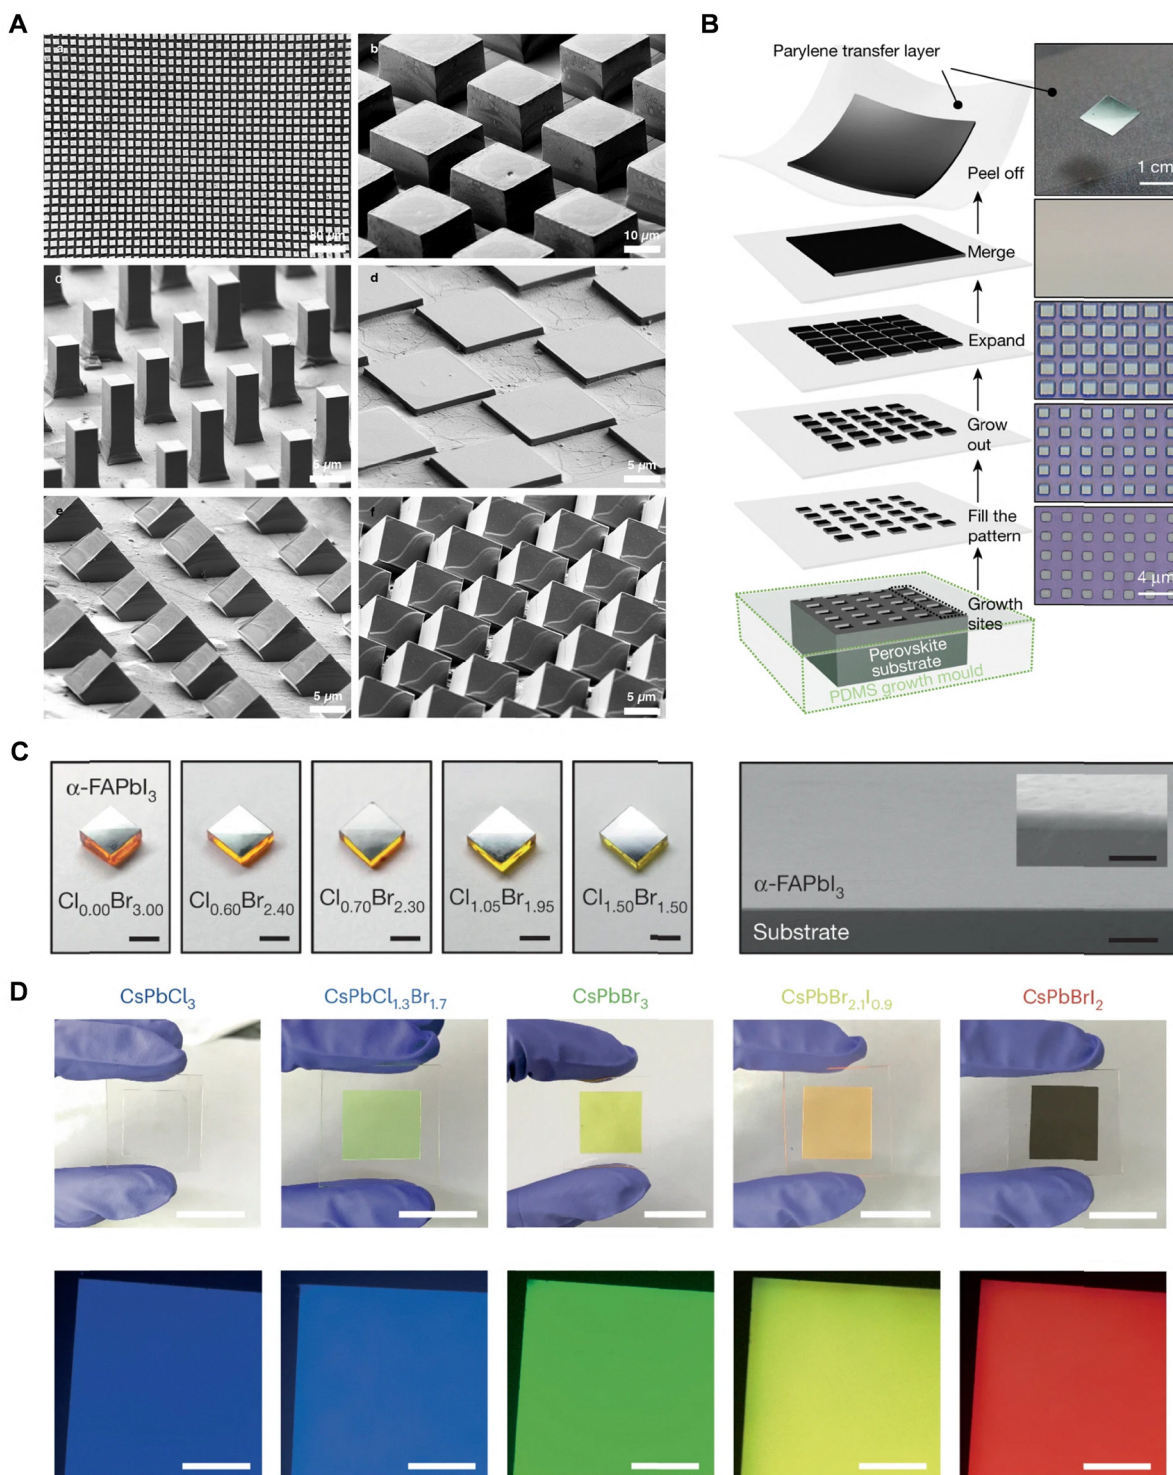 A
B
a
80 µm
b
10 µm
c
5 µm
d
5 µm
e
5 µm
f
5 µm
Parylene transfer layer
1 cm
Peel off
Merge
Expand
Grow
out
Fill the
pattern
4 µm
Growth
sites
Perovskite
substrate
PDMS growth mould
C
α-FAPbI₃
Cl₀.₀₀Br₃.₀₀
Cl₀.₆₀Br₂.₄₀
Cl₀.₇₀Br₂.₃₀
Cl₁.₀₅Br₁.₉₅
Cl₁.₅₀Br₁.₅₀
α-FAPbI₃
Substrate
D
CsPbCl₃
CsPbCl₁.₃Br₁.₇
CsPbBr₃
CsPbBr₂.₁I₀.₉
CsPbBrI₂